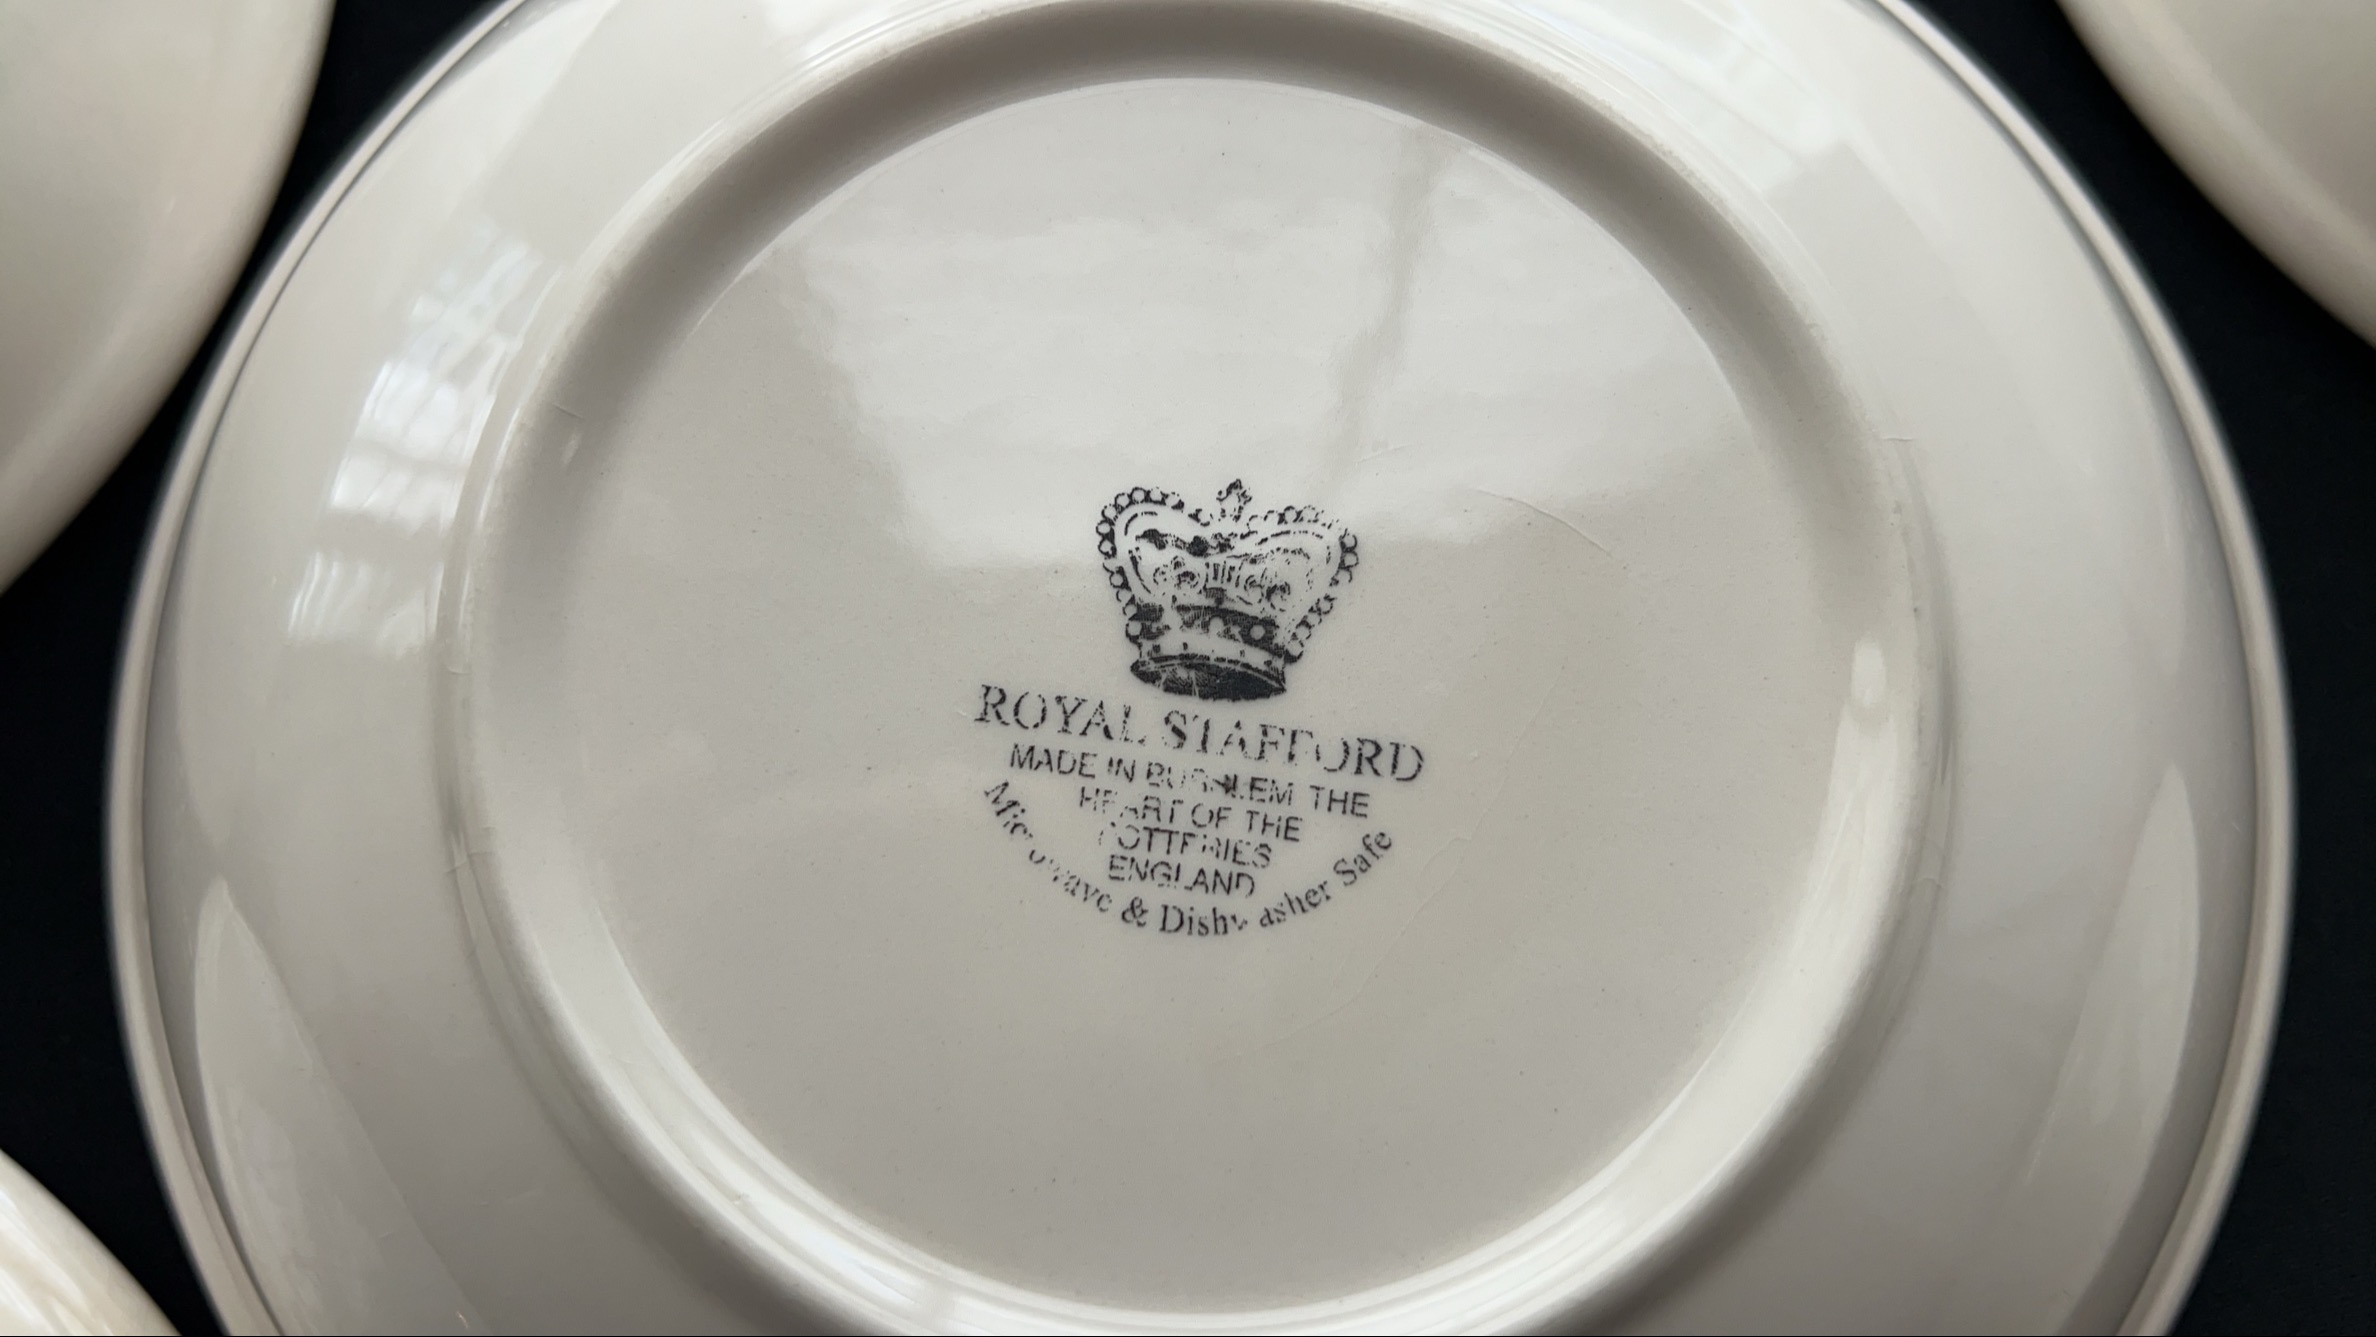 ROYAL STAFFORD
MADE IN BURSLEM THE
HEART OF THE
POTTERIES
ENGLAND
Microwave & Dishwasher Safe